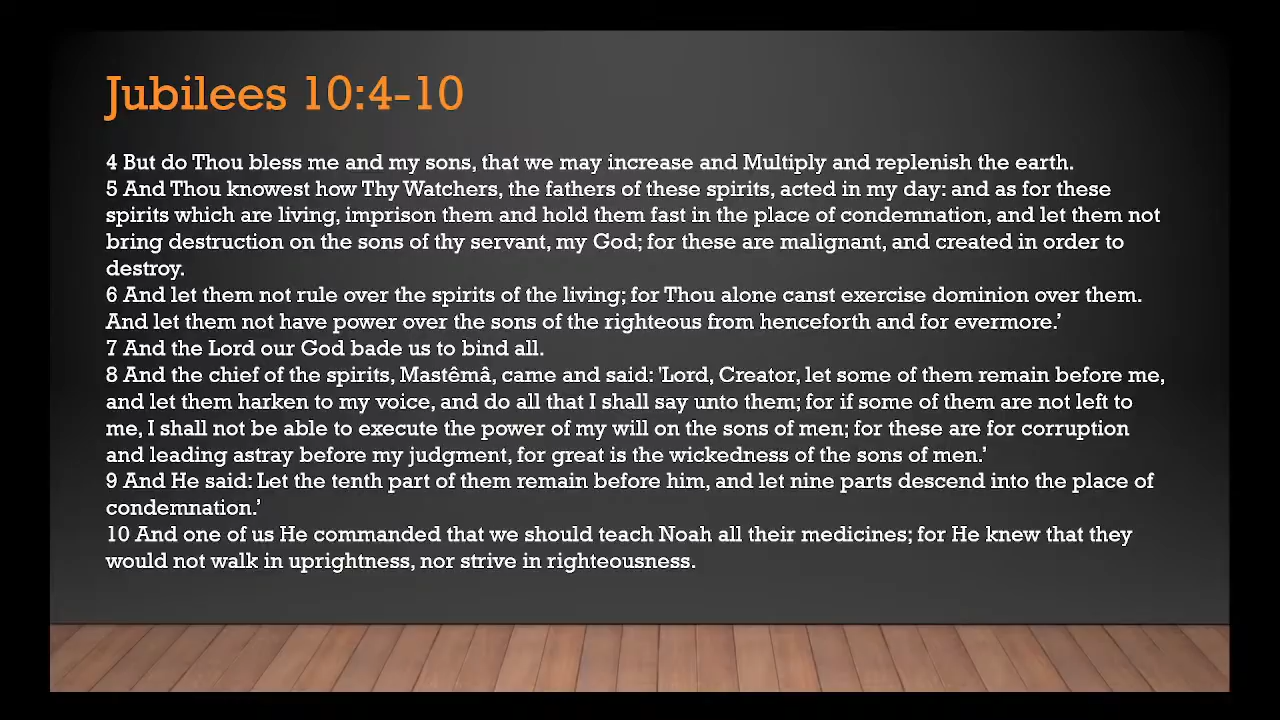 Jubilees 10:4-10
4 But do Thou bless me and my sons, that we may increase and Multiply and replenish the earth.
5 And Thou knowest how Thy Watchers, the fathers of these spirits, acted in my day: and as for these
spirits which are living, imprison them and hold them fast in the place of condemnation, and let them not
bring destruction on the sons of thy servant, my God; for these are malignant, and created in order to
destroy.
6 And let them not rule over the spirits of the living; for Thou alone canst exercise dominion over them.
And let them not have power over the sons of the righteous from henceforth and for evermore.’
7 And the Lord our God bade us to bind all.
8 And the chief of the spirits, Mastêmâ, came and said: 'Lord, Creator, let some of them remain before me,
and let them harken to my voice, and do all that I shall say unto them; for if some of them are not left to
me, I shall not be able to execute the power of my will on the sons of men; for these are for corruption
and leading astray before my judgment, for great is the wickedness of the sons of men.’
9 And He said: Let the tenth part of them remain before him, and let nine parts descend into the place of
condemnation.’
10 And one of us He commanded that we should teach Noah all their medicines; for He knew that they
would not walk in uprightness, nor strive in righteousness.